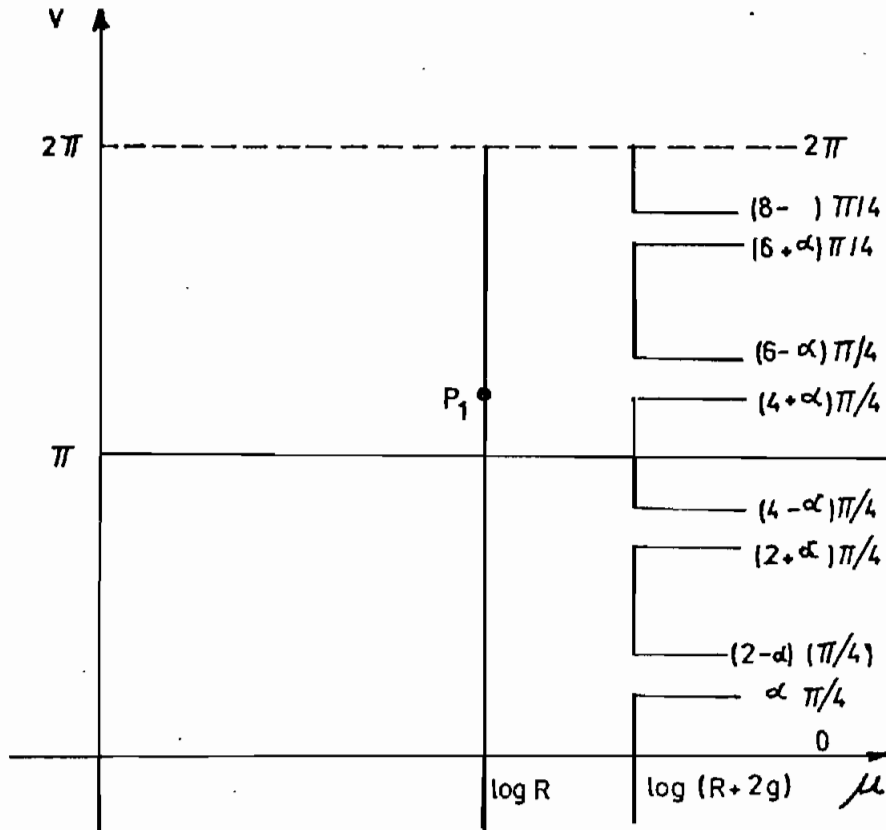 V
2π
2π
(8- ) π/4
(6+α) π/4
(6-α) π/4
P1
(4+α) π/4
π
(4-α) π/4
(2+α) π/4
(2-α) (π/4)
α π/4
0
log R
log (R+2g)
μ